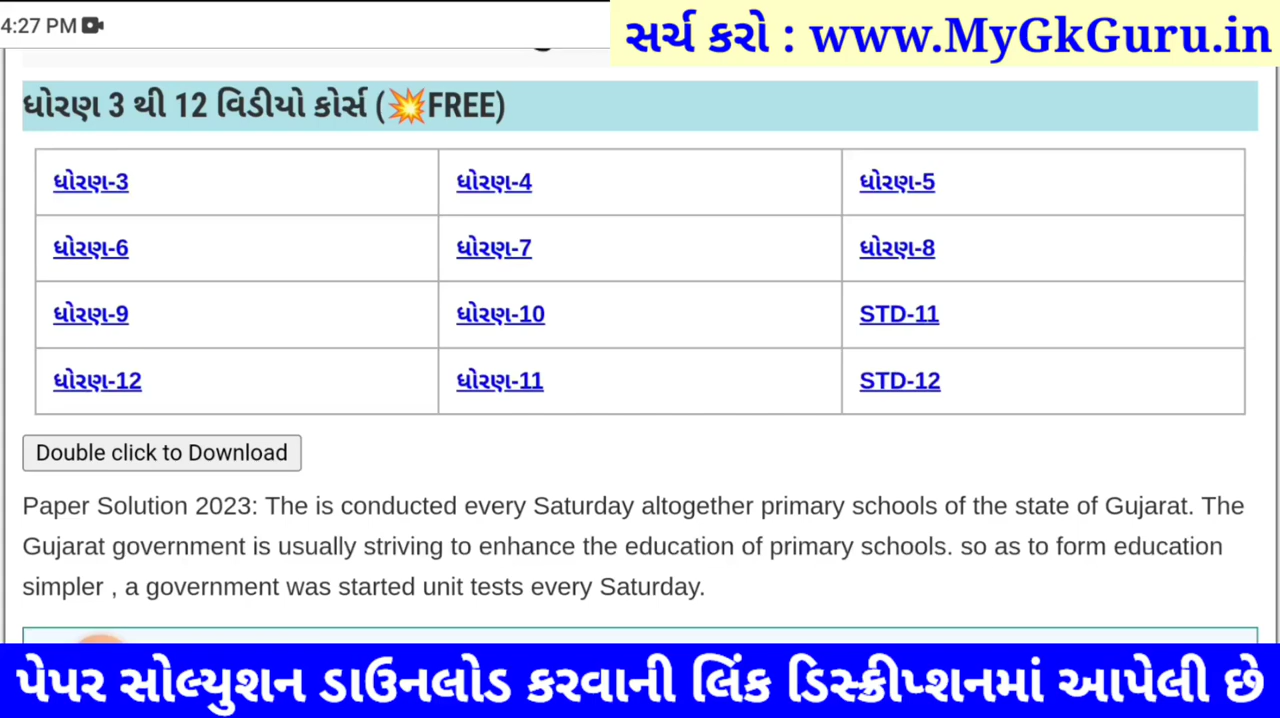 4:27 PM
સર્ચ કરો : www.MyGkGuru.in
ધોરણ 3 થી 12 વિડીયો કોર્સ (💥FREE)
ધોરણ-3 ધોરણ-4 ધોરણ-5
ધોરણ-6 ધોરણ-7 ધોરણ-8
ધોરણ-9 ધોરણ-10 STD-11
ધોરણ-12 ધોરણ-11 STD-12
Double click to Download
Paper Solution 2023: The is conducted every Saturday altogether primary schools of the state of Gujarat. The
Gujarat government is usually striving to enhance the education of primary schools. so as to form education
simpler , a government was started unit tests every Saturday.
પેપર સોલ્યુશન ડાઉનલોડ કરવાની લિંક ડિસ્ક્રીપ્શનમાં આપેલી છે